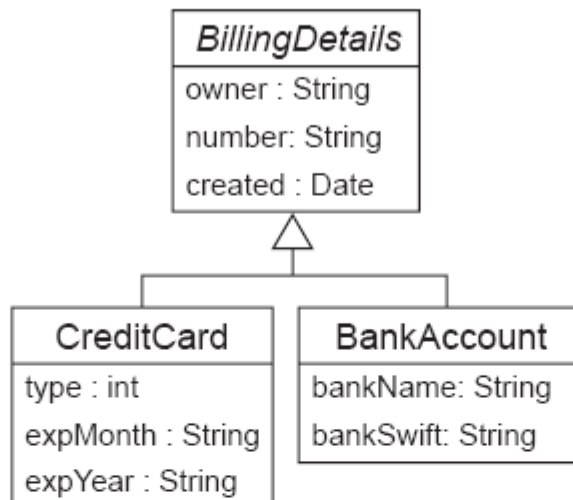 BillingDetails
owner : String
number: String
created : Date
CreditCard
type : int
expMonth : String
expYear : String
BankAccount
bankName: String
bankSwift: String